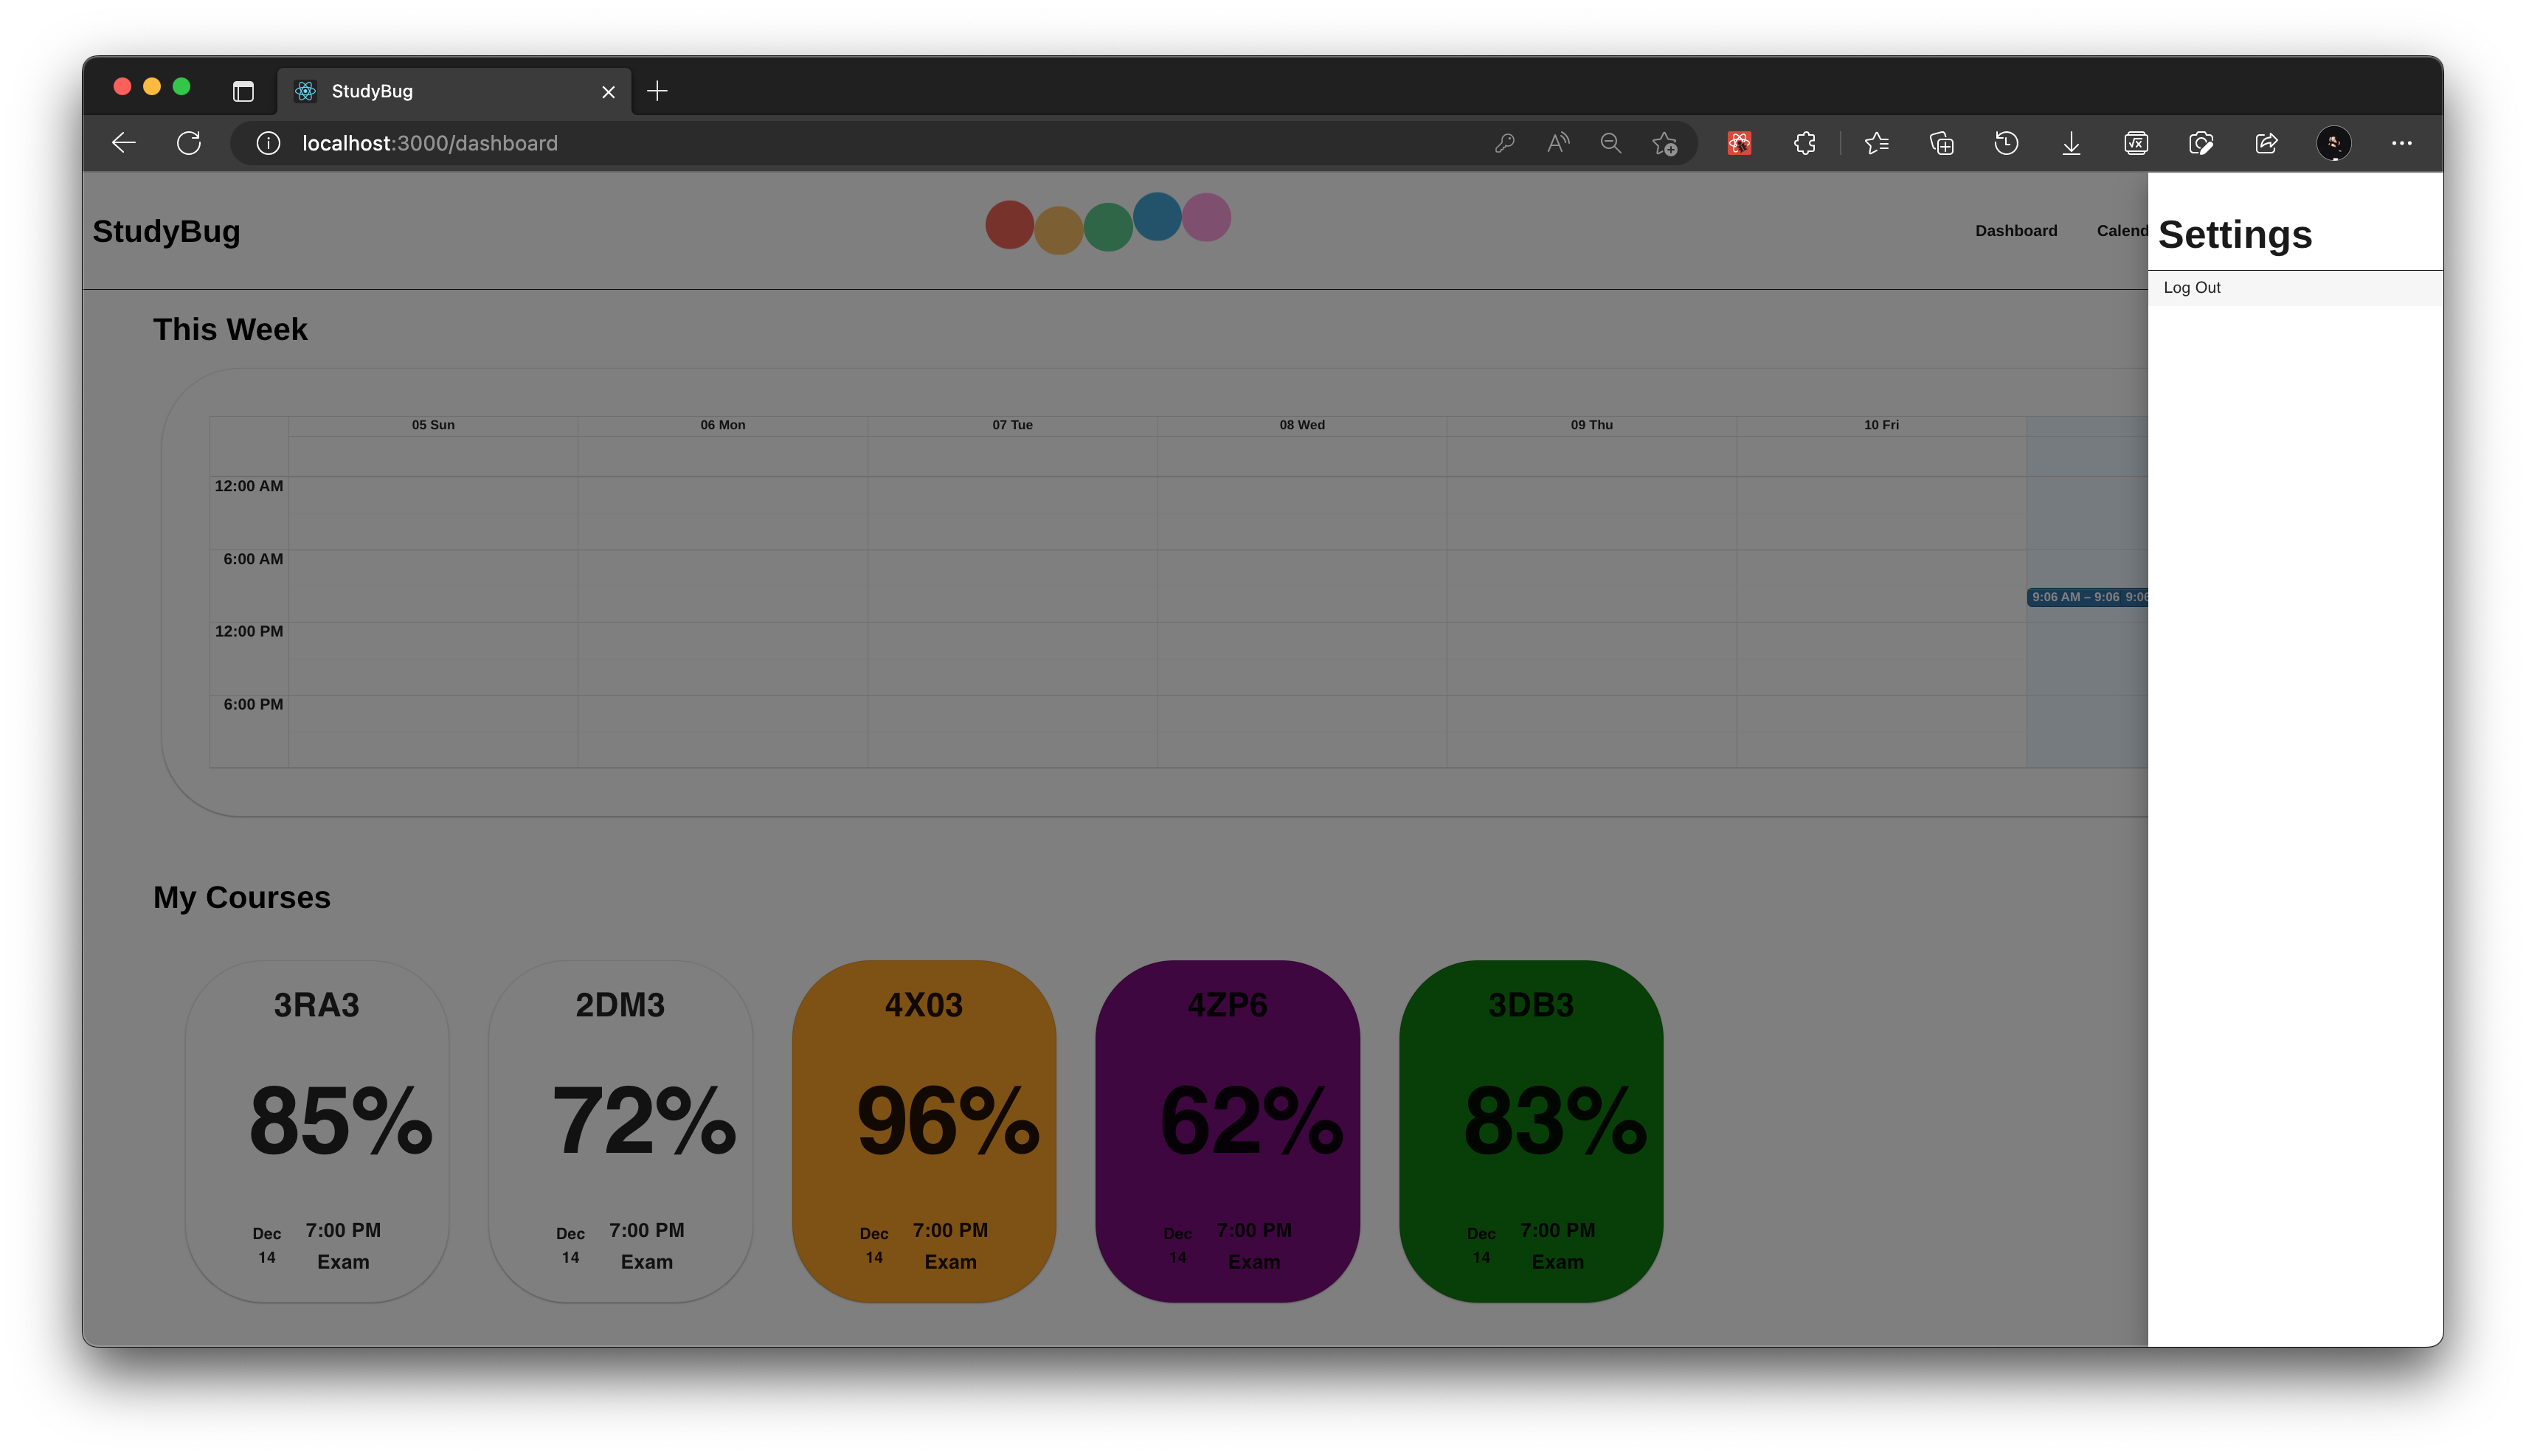 StudyBug
localhost:3000/dashboard
StudyBug
Dashboard
Calend
Settings
Log Out
This Week
05 Sun
06 Mon
07 Tue
08 Wed
09 Thu
10 Fri
12:00 AM
6:00 AM
9:06 AM – 9:06 9:06
12:00 PM
6:00 PM
My Courses
3RA3
85%
Dec 14
7:00 PM
Exam
2DM3
72%
Dec 14
7:00 PM
Exam
4X03
96%
Dec 14
7:00 PM
Exam
4ZP6
62%
Dec 14
7:00 PM
Exam
3DB3
83%
Dec 14
7:00 PM
Exam